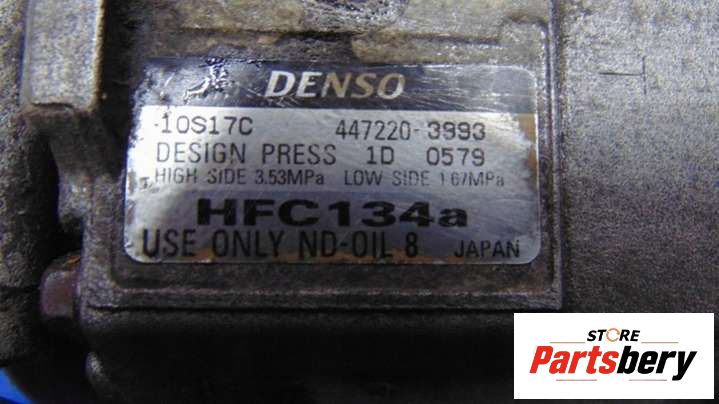 DENSO
10S17C 447220-3993
DESIGN PRESS 1D 0579
HIGH SIDE 3.53MPa LOW SIDE 1.67MPa
HFC134a
USE ONLY ND-OIL 8 JAPAN
STORE
Partsbery